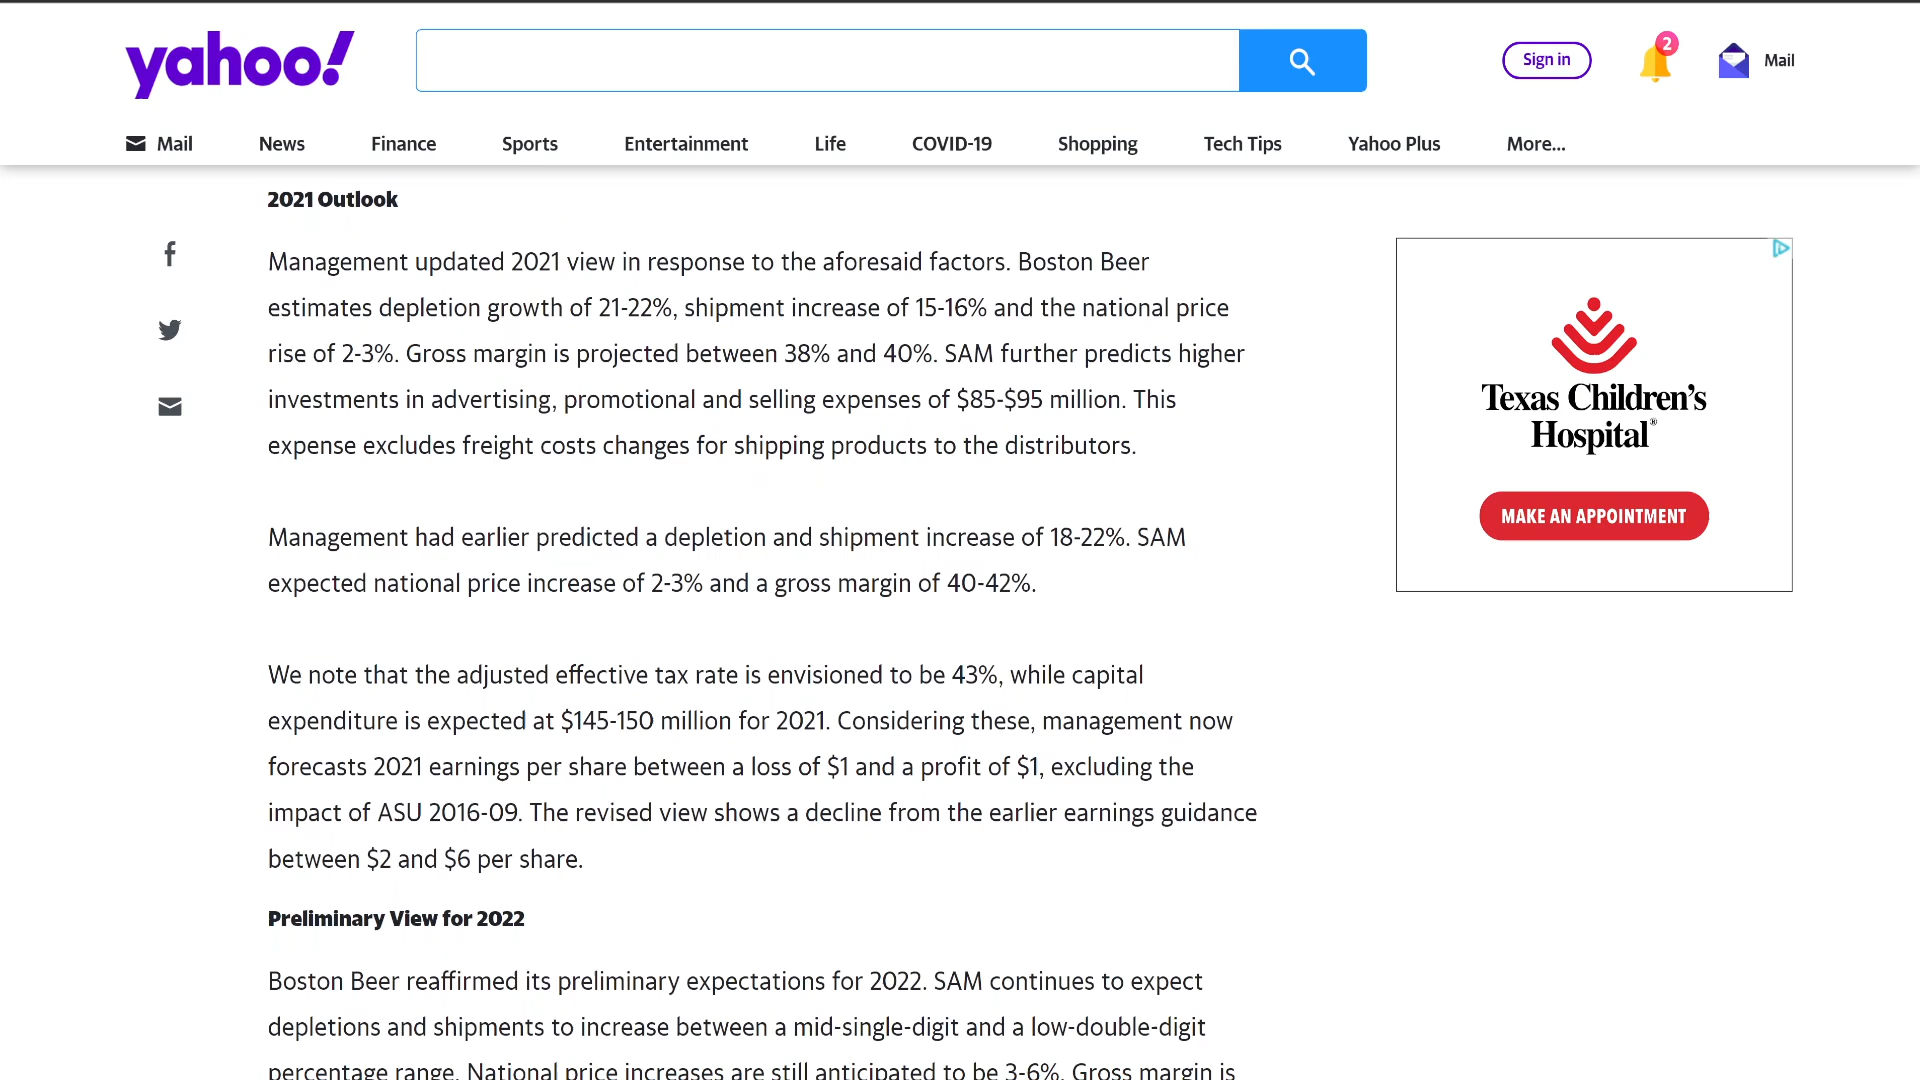 yahoo!
Sign in
2
Mail
Mail
News
Finance
Sports
Entertainment
Life
COVID-19
Shopping
Tech Tips
Yahoo Plus
More...
2021 Outlook
Management updated 2021 view in response to the aforesaid factors. Boston Beer
estimates depletion growth of 21-22%, shipment increase of 15-16% and the national price
rise of 2-3%. Gross margin is projected between 38% and 40%. SAM further predicts higher
investments in advertising, promotional and selling expenses of $85-$95 million. This
expense excludes freight costs changes for shipping products to the distributors.
Management had earlier predicted a depletion and shipment increase of 18-22%. SAM
expected national price increase of 2-3% and a gross margin of 40-42%.
We note that the adjusted effective tax rate is envisioned to be 43%, while capital
expenditure is expected at $145-150 million for 2021. Considering these, management now
forecasts 2021 earnings per share between a loss of $1 and a profit of $1, excluding the
impact of ASU 2016-09. The revised view shows a decline from the earlier earnings guidance
between $2 and $6 per share.
Preliminary View for 2022
Boston Beer reaffirmed its preliminary expectations for 2022. SAM continues to expect
depletions and shipments to increase between a mid-single-digit and a low-double-digit
percentage range. National price increases are still anticipated to be 3-6%. Gross margin is
Texas Children's
Hospital®
MAKE AN APPOINTMENT